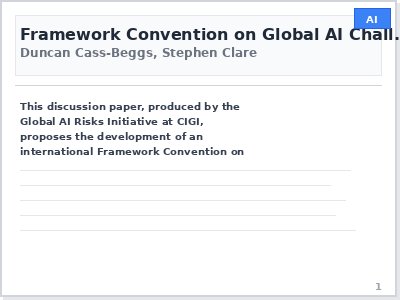 Framework Convention on Global AI Chall.
AI
Duncan Cass-Beggs, Stephen Clare
This discussion paper, produced by the
Global AI Risks Initiative at CIGI,
proposes the development of an
international Framework Convention on
1